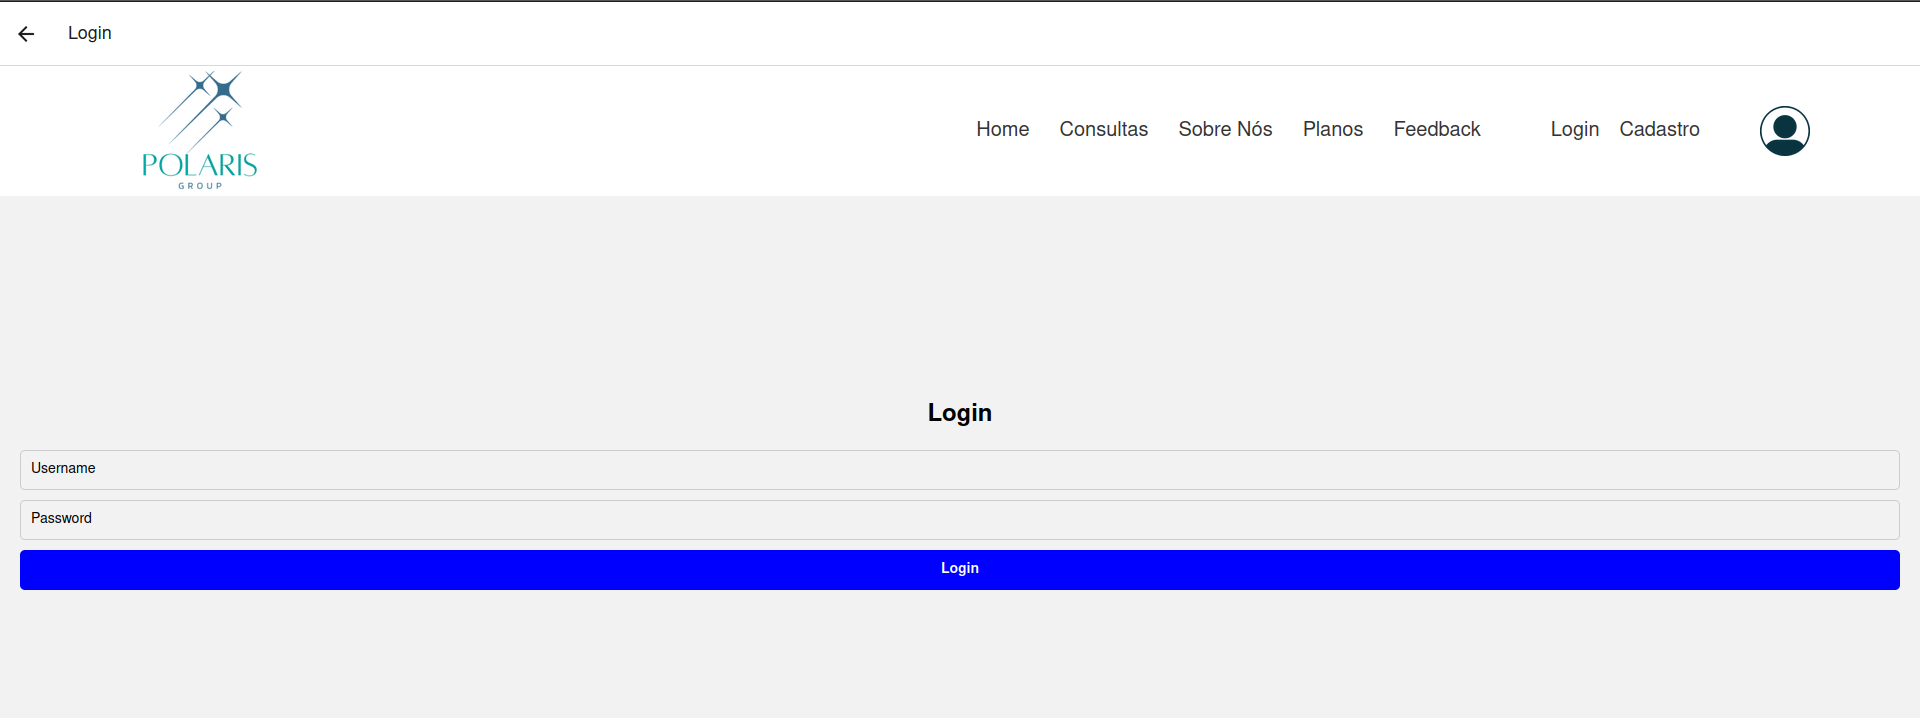 Login
POLARIS
GROUP
Home Consultas Sobre Nós Planos Feedback Login Cadastro
Login
Username
Password
Login